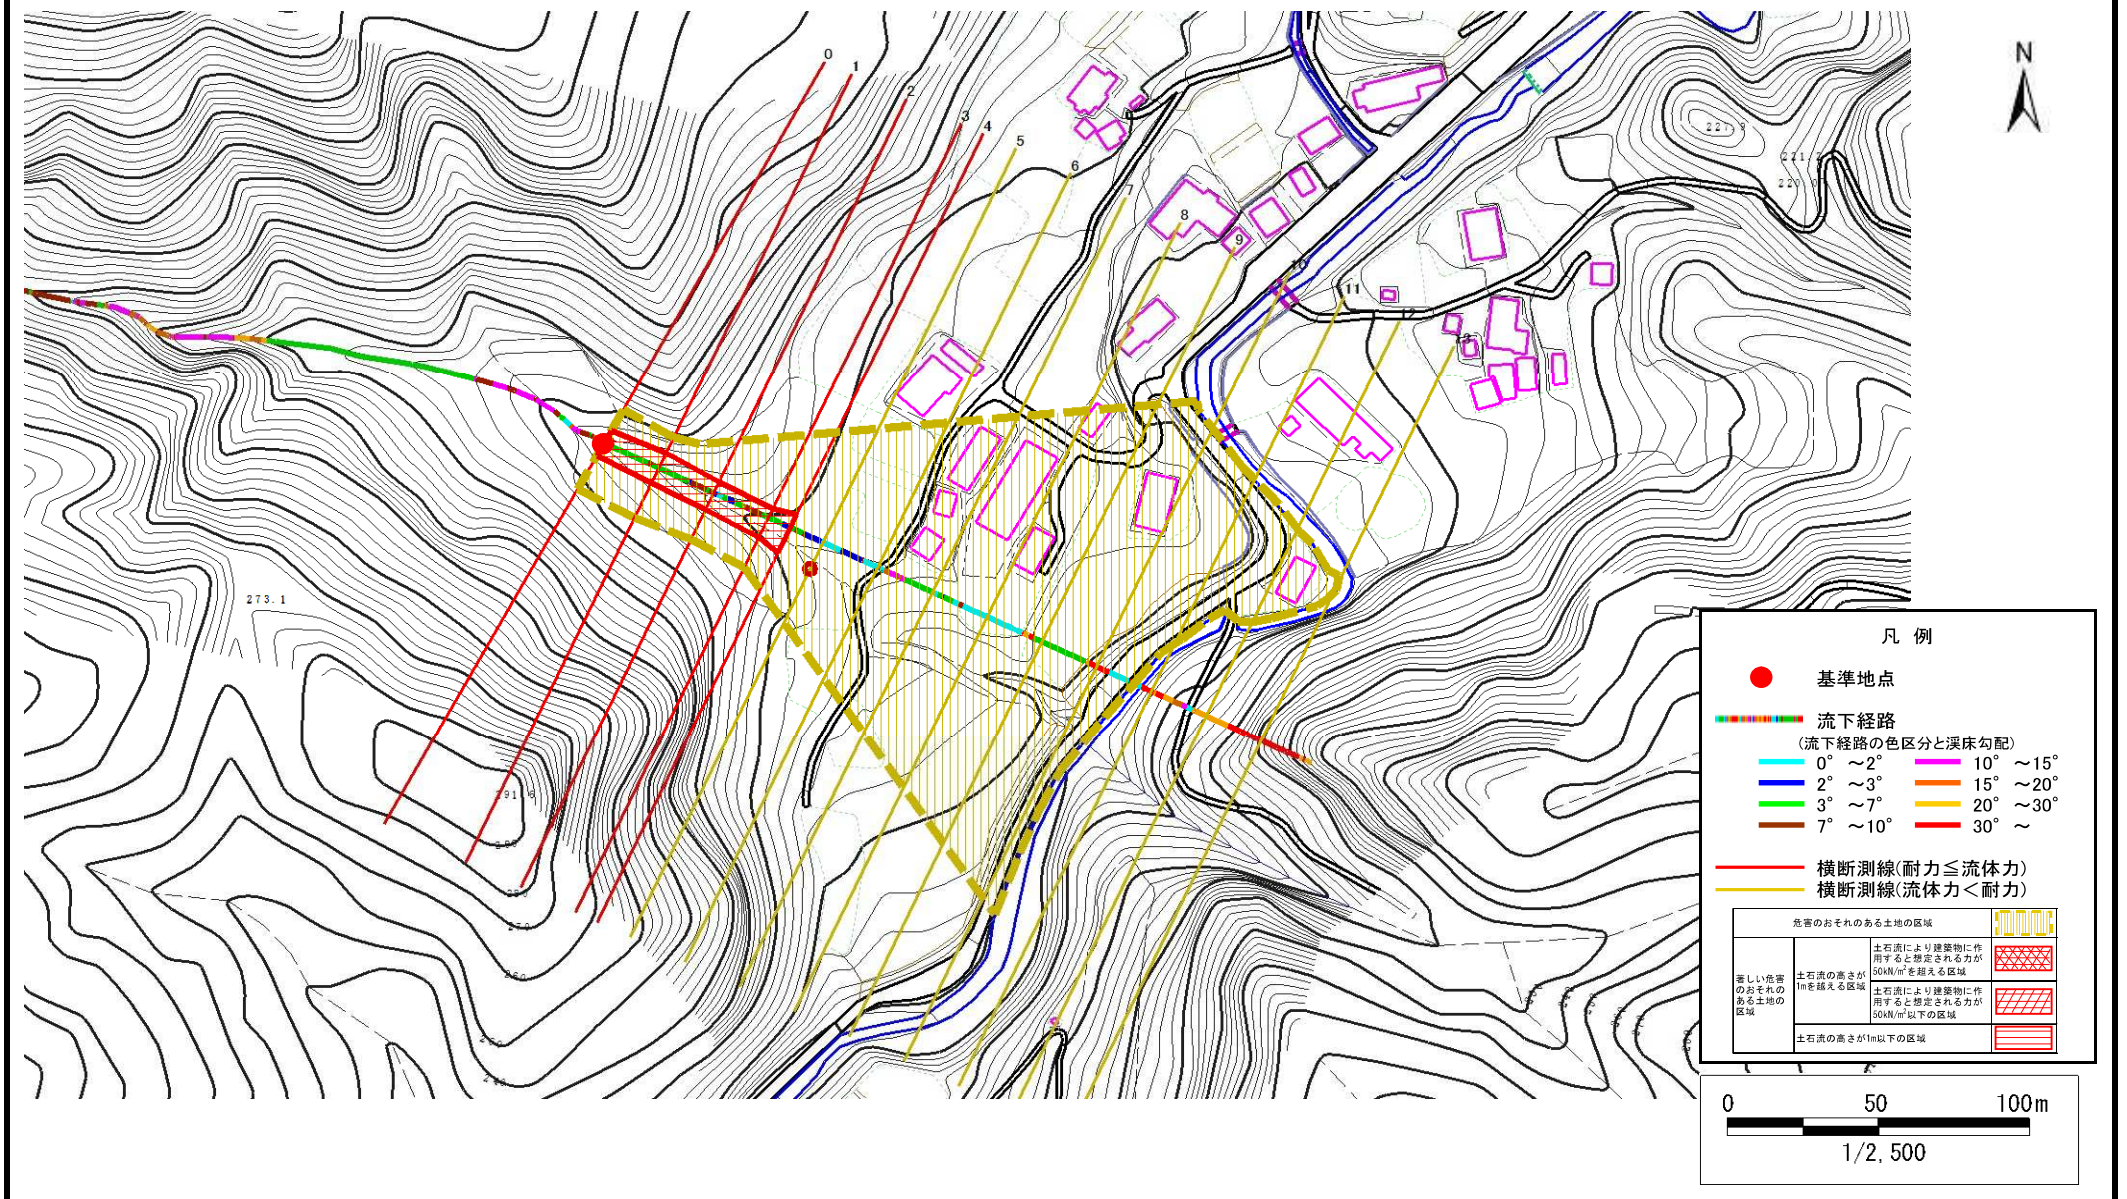 0
1
2
3
4
5
6
7
8
9
10
11
12
13
N
273.1
凡 例
基準地点
流下経路
(流下経路の色区分と渓床勾配)
0° ～2° 10° ～15°
2° ～3° 15° ～20°
3° ～7° 20° ～30°
7° ～10° 30° ～
横断測線(耐力≦流体力)
横断測線(流体力＜耐力)
危害のおそれのある土地の区域
著しい危害
のおそれの
ある土地の
区域
土石流の高さが
1mを越える区域
土石流により建築物に作
用すると想定される力が
50kN/㎡を超える区域
土石流により建築物に作
用すると想定される力が
50kN/㎡以下の区域
土石流の高さが1m以下の区域
0 50 100m
1/2,500